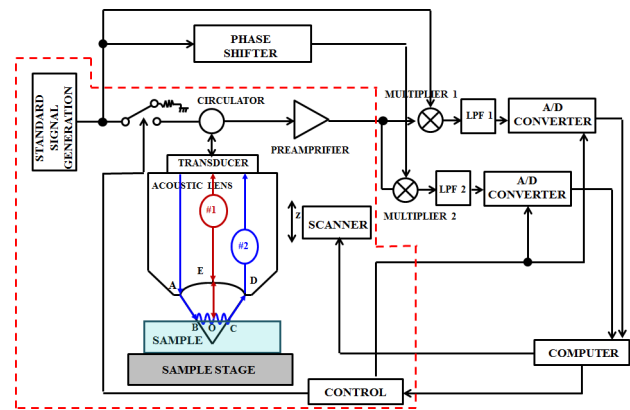 PHASE
SHIFTER
STANDARD
SIGNAL
GENERATION
CIRCULATOR
PREAMPRIFIER
MULTIPLIER 1
LPF 1
A/D
CONVERTER
TRANSDUCER
ACOUSTIC LENS
#1
#2
Z
SCANNER
MULTIPLIER 2
LPF 2
A/D
CONVERTER
E
A
D
B
O
C
SAMPLE
SAMPLE STAGE
CONTROL
COMPUTER